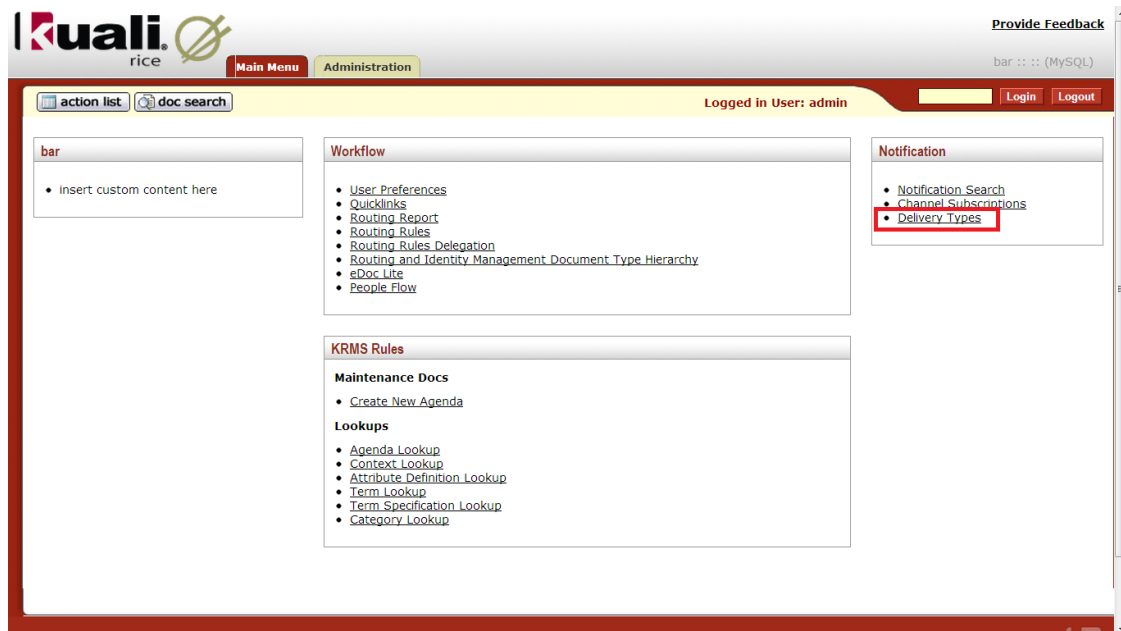 kuali.
rice
Provide Feedback
Main Menu
Administration
bar :: :: (MySQL)
action list
doc search
Logged in User: admin
Login
Logout
bar
insert custom content here
Workflow
User Preferences
Quicklinks
Routing Report
Routing Rules
Routing Rules Delegation
Routing and Identity Management Document Type Hierarchy
eDoc Lite
People Flow
KRMS Rules
Maintenance Docs
Create New Agenda
Lookups
Agenda Lookup
Context Lookup
Attribute Definition Lookup
Term Lookup
Term Specification Lookup
Category Lookup
Notification
Notification Search
Channel Subscriptions
Delivery Types